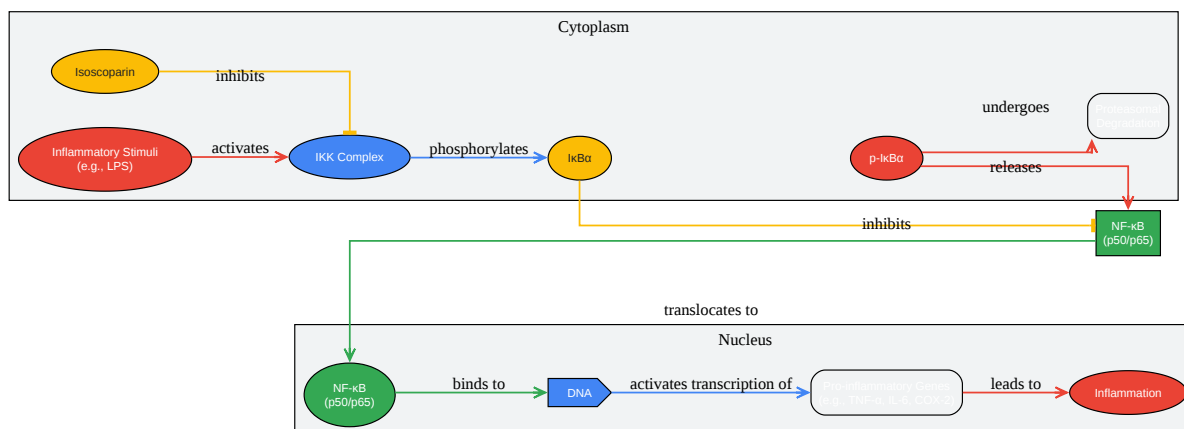 Cytoplasm
Isoscoparin
inhibits
undergoes
Proteasomal
Degradation
Inflammatory Stimuli
(e.g., LPS)
activates
IKK Complex
phosphorylates
IκBα
p-IκBα
releases
inhibits
NF-κB
(p50/p65)
translocates to
Nucleus
NF-κB
(p50/p65)
binds to
DNA
activates transcription of
Pro-inflammatory Genes
(e.g., TNF-α, IL-6, COX-2)
leads to
Inflammation